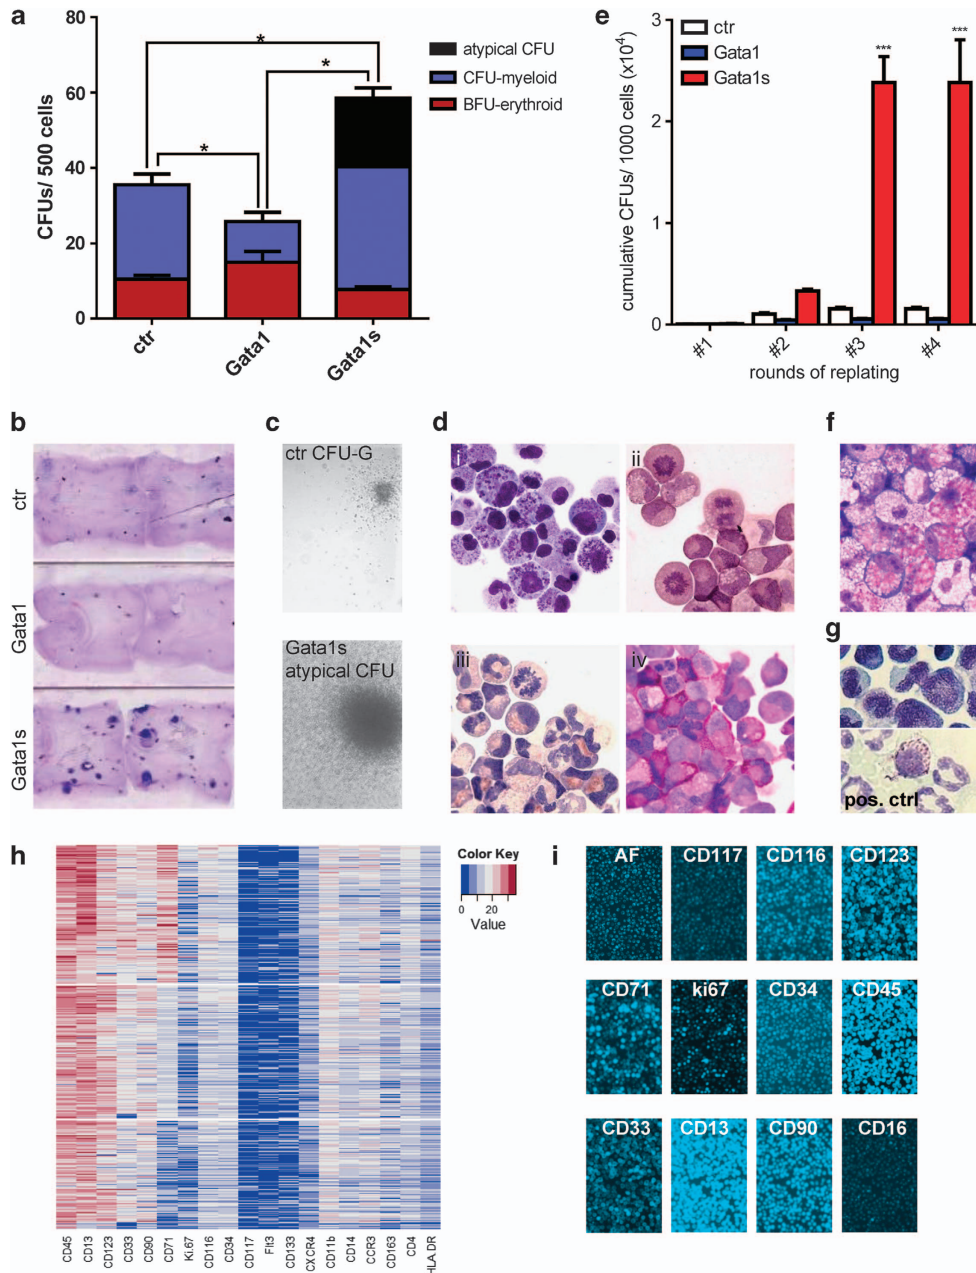 a
CFUs/ 500 cells
80
60
40
20
0
*
*
*
ctr
Gata1
Gata1s
atypical CFU
CFU-myeloid
BFU-erythroid
e
cumulative CFUs/ 1000 cells (x10⁴)
3
2
1
0
ctr
Gata1
Gata1s
***
***
#1
#2
#3
#4
rounds of replating
b
ctr
Gata1
Gata1s
c
ctr CFU-G
Gata1s
atypical CFU
d
i
ii
iii
iv
f
g
pos. ctrl
h
Color Key
0
20
Value
CD45
CD13
CD123
CD33
CD90
CD71
Ki.67
CD116
CD34
CD117
Flt3
CD133
CXCR4
CD11b
CD14
CCR3
CD163
CD4
HLA.DR
i
AF
CD117
CD116
CD123
CD71
ki67
CD34
CD45
CD33
CD13
CD90
CD16